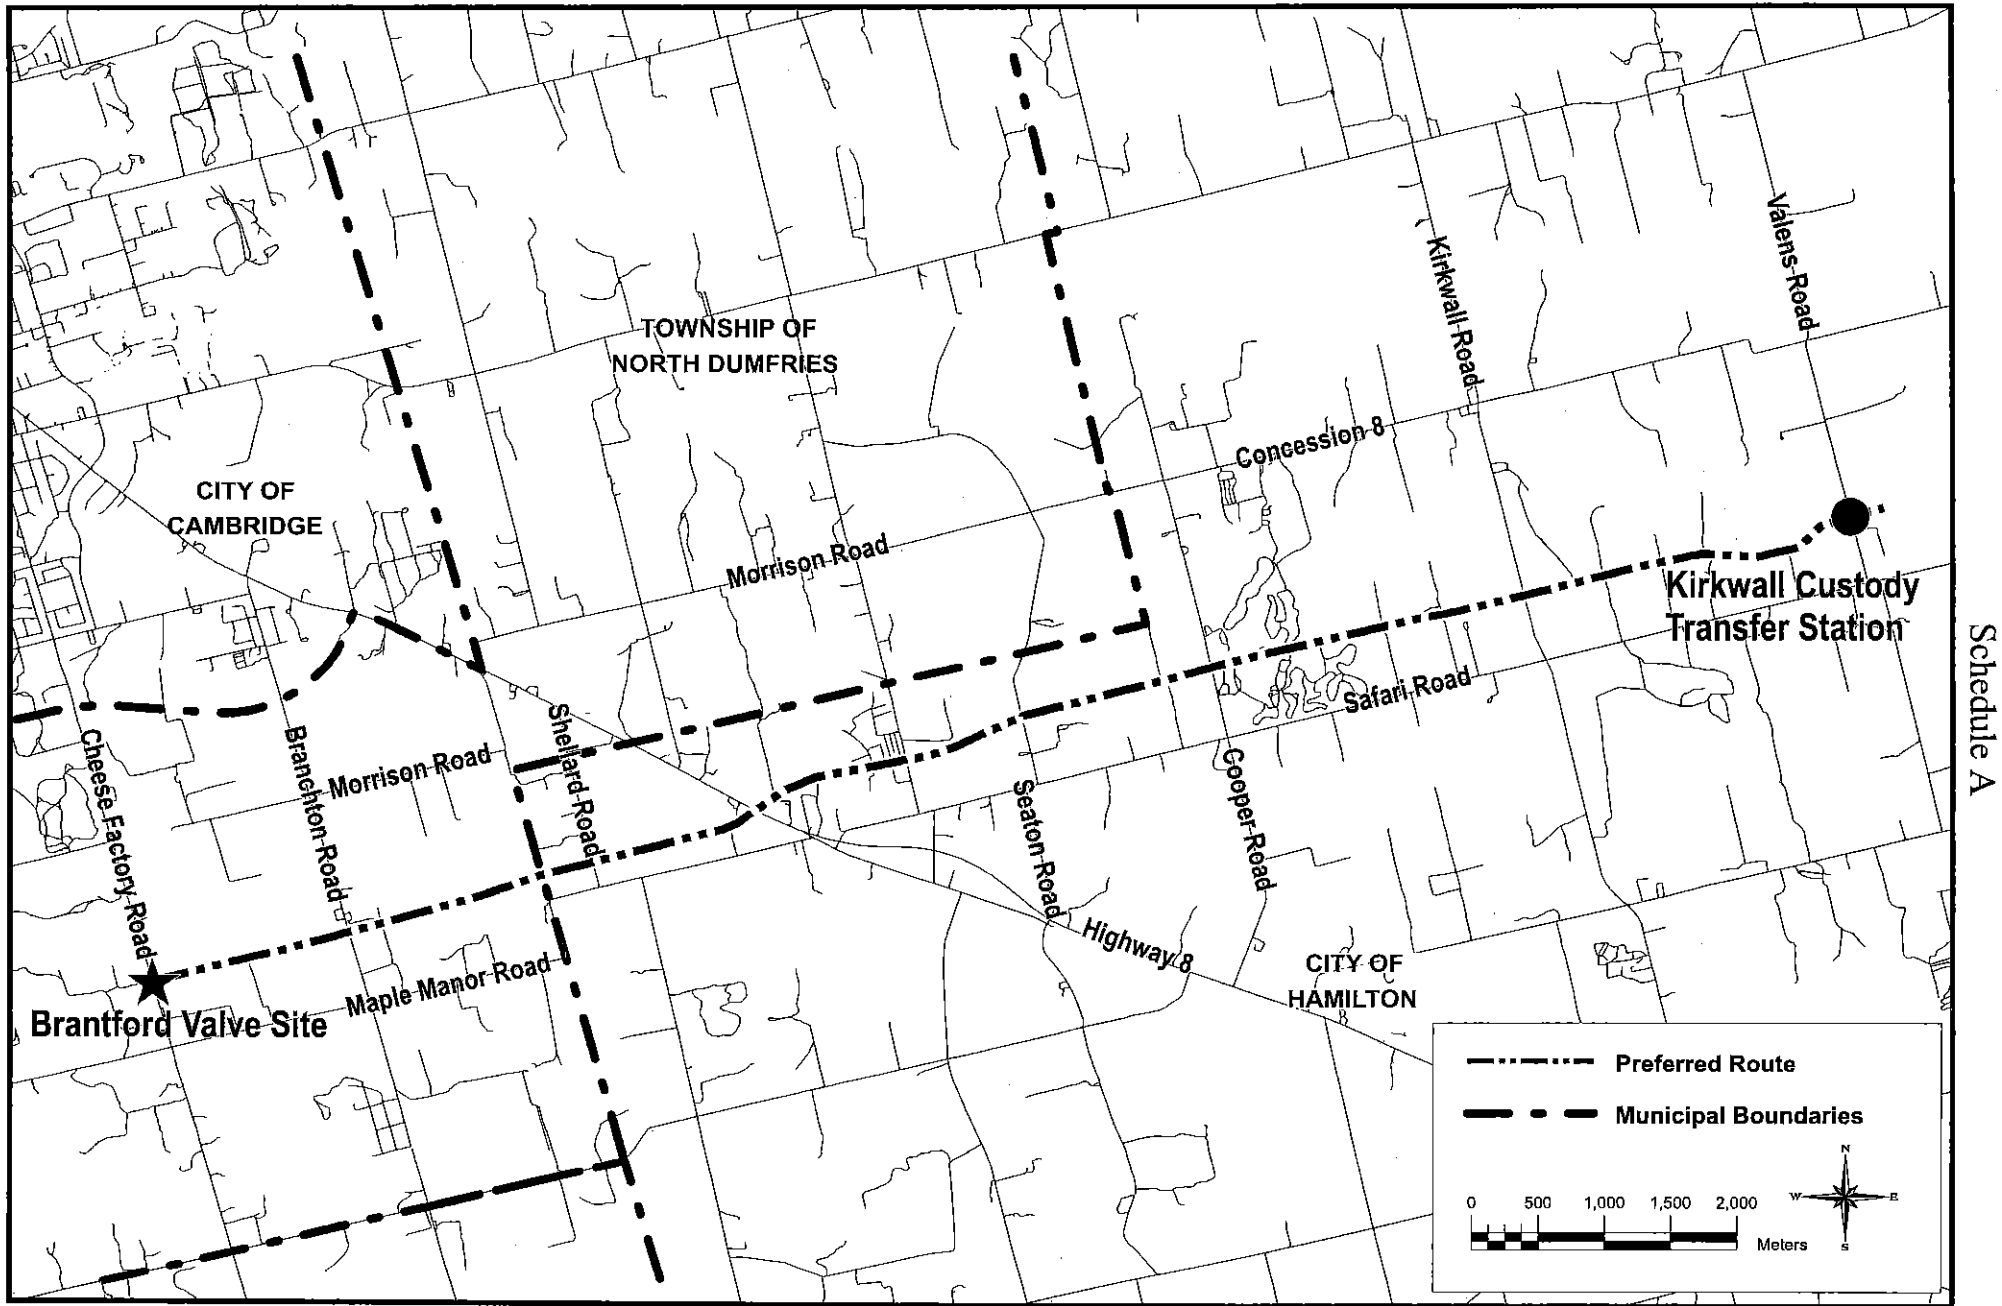 Valens Road
Kirkwall Road
TOWNSHIP OF
NORTH DUMFRIES
Concession 8
CITY OF
CAMBRIDGE
Morrison Road
Kirkwall Custody
Transfer Station
Safari Road
Schedule A
Shellard Road
Cheese Factory Road
Branchton Road
Morrison Road
Seaton Road
Cooper Road
Highway 8
Maple Manor Road
CITY OF
HAMILTON
Brantford Valve Site
Preferred Route
Municipal Boundaries
N
W E
S
0 500 1,000 1,500 2,000
Meters